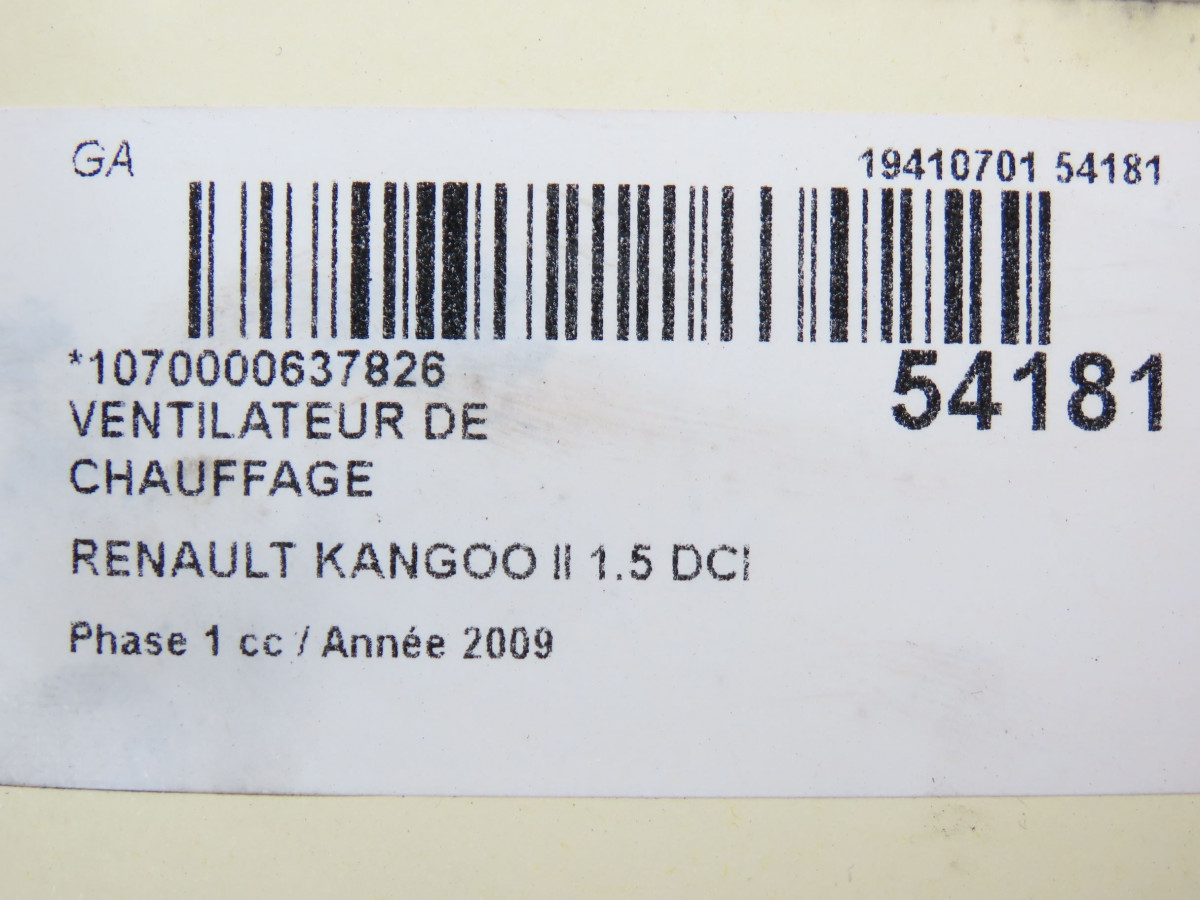 GA
19410701 54181
*1070000637826
54181
VENTILATEUR DE
CHAUFFAGE
RENAULT KANGOO II 1.5 DCI
Phase 1 cc / Année 2009